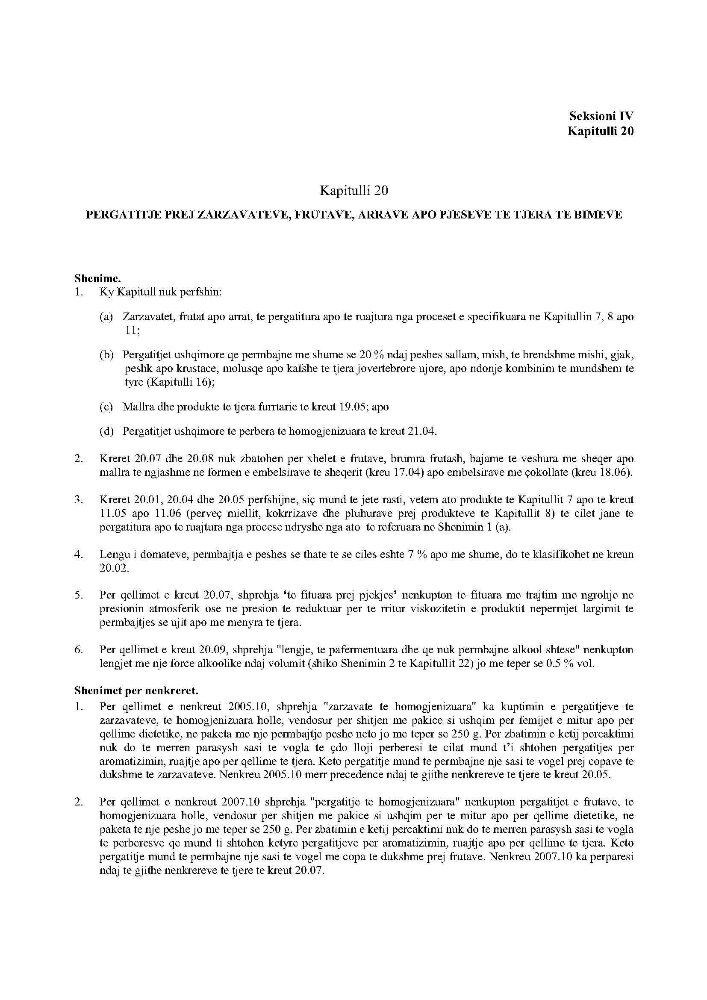 Seksioni IV
Kapitulli 20
Kapitulli 20
PERGATITJE PREJ ZARZAVATEVE, FRUTAVE, ARRAVE APO PJESEVE TE TJERA TE BIMEVE
Shenime.
1. Ky Kapitull nuk perfshin:
(a) Zarzavatet, frutat apo arrat, te pergatitura apo te ruajtura nga proceset e specifikuara ne Kapitullin 7, 8 apo
11;
(b) Pergatitjet ushqimore qe permbajne me shume se 20 % ndaj peshes sallam, mish, te brendshme mishi, gjak,
peshk apo krustace, molusqe apo kafshe te tjera jovertebrore ujore, apo ndonje kombinim te mundshem te
tyre (Kapitulli 16);
(c) Mallra dhe produkte te tjera furrtarie te kreut 19.05; apo
(d) Pergatitjet ushqimore te perbera te homogjenizuara te kreut 21.04.
2. Kreret 20.07 dhe 20.08 nuk zbatohen per xhelet e frutave, brumra frutash, bajame te veshura me sheqer apo
mallra te ngjashme ne formen e embelsirave te sheqerit (kreu 17.04) apo embelsirave me çokollate (kreu 18.06).
3. Kreret 20.01, 20.04 dhe 20.05 perfshijne, siç mund te jete rasti, vetem ato produkte te Kapitullit 7 apo te kreut
11.05 apo 11.06 (perveç miellit, kokrrizave dhe pluhurave prej produkteve te Kapitullit 8) te cilet jane te
pergatitura apo te ruajtura nga procese ndryshe nga ato te referuara ne Shenimin 1 (a).
4. Lengu i domateve, permbajtja e peshes se thate te se ciles eshte 7 % apo me shume, do te klasifikohet ne kreun
20.02.
5. Per qellimet e kreut 20.07, shprehja ‘te fituara prej pjekjes’ nenkupton te fituara me trajtim me ngrohje ne
presionin atmosferik ose ne presion te reduktuar per te rritur viskozitetin e produktit nepermjet largimit te
permbajtjes se ujit apo me menyra te tjera.
6. Per qellimet e kreut 20.09, shprehja "lengje, te pafermentuara dhe qe nuk permbajne alkool shtese" nenkupton
lengjet me nje force alkoolike ndaj volumit (shiko Shenimin 2 te Kapitullit 22) jo me teper se 0.5 % vol.
Shenimet per nenkreret.
1. Per qellimet e nenkreut 2005.10, shprehja "zarzavate te homogjenizuara" ka kuptimin e pergatitjeve te
zarzavateve, te homogjenizuara holle, vendosur per shitjen me pakice si ushqim per femijet e mitur apo per
qellime dietetike, ne paketa me nje permbajtje peshe neto jo me teper se 250 g. Per zbatimin e ketij percaktimi
nuk do te merren parasysh sasi te vogla te çdo lloji perberesi te cilat mund t’i shtohen pergatitjes per
aromatizimin, ruajtje apo per qellime te tjera. Keto pergatitje mund te permbajne nje sasi te vogel prej copave te
dukshme te zarzavateve. Nenkreu 2005.10 merr precedence ndaj te gjithe nenkrereve te tjere te kreut 20.05.
2. Per qellimet e nenkreut 2007.10 shprehja "pergatitje te homogjenizuara" nenkupton pergatitjet e frutave, te
homogjenizuara holle, vendosur per shitjen me pakice si ushqim per te mitur apo per qellime dietetike, ne
paketa te nje peshe jo me teper se 250 g. Per zbatimin e ketij percaktimi nuk do te merren parasysh sasi te vogla
te perberesve qe mund ti shtohen ketyre pergatitjeve per aromatizimin, ruajtje apo per qellime te tjera. Keto
pergatitje mund te permbajne nje sasi te vogel me copa te dukshme prej frutave. Nenkreu 2007.10 ka perparesi
ndaj te gjithe nenkrereve te tjere te kreut 20.07.